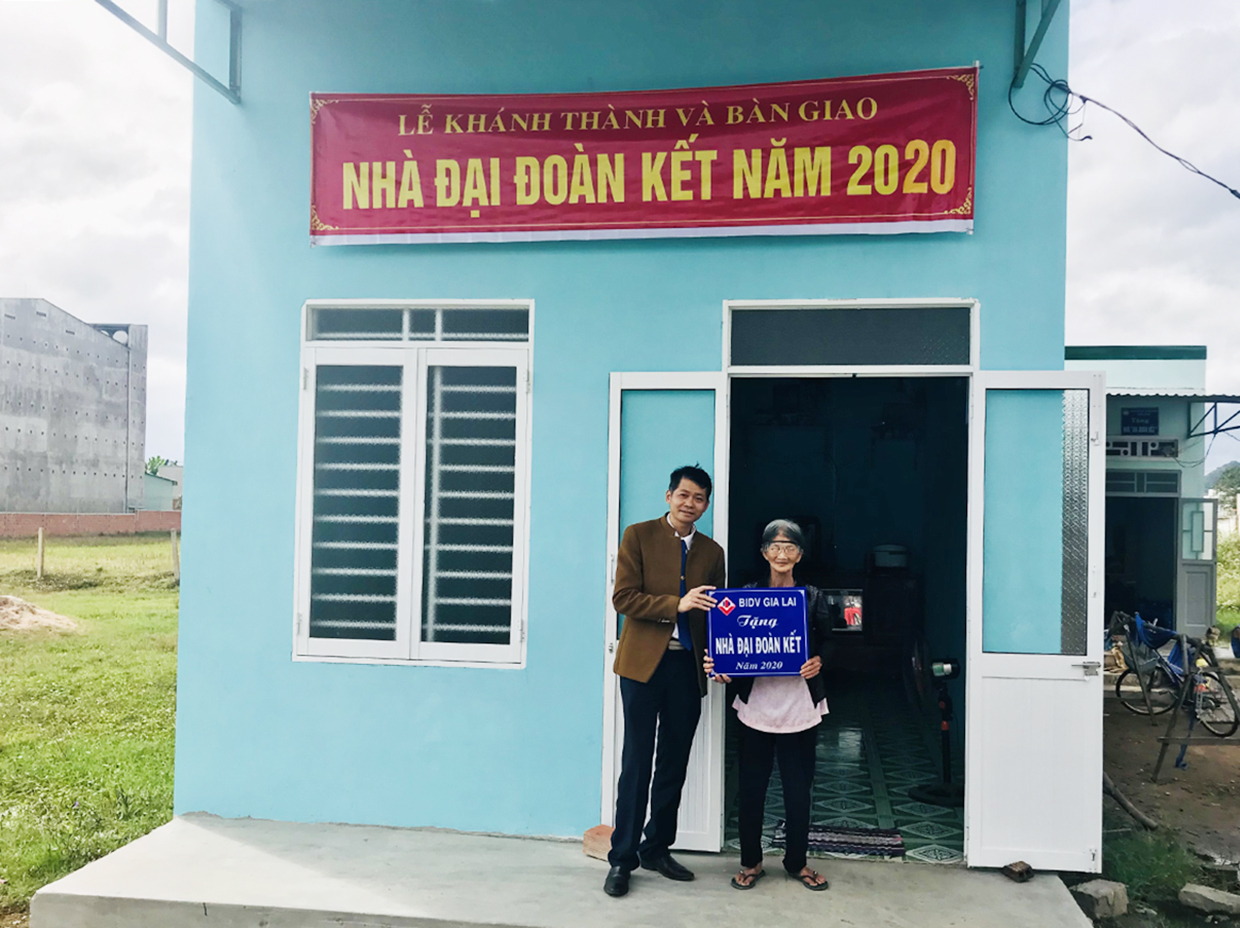 LỄ KHÁNH THÀNH VÀ BÀN GIAO
NHÀ ĐẠI ĐOÀN KẾT NĂM 2020
BIDV GIA LAI
Tặng
NHÀ ĐẠI ĐOÀN KẾT
Năm 2020
Tặng